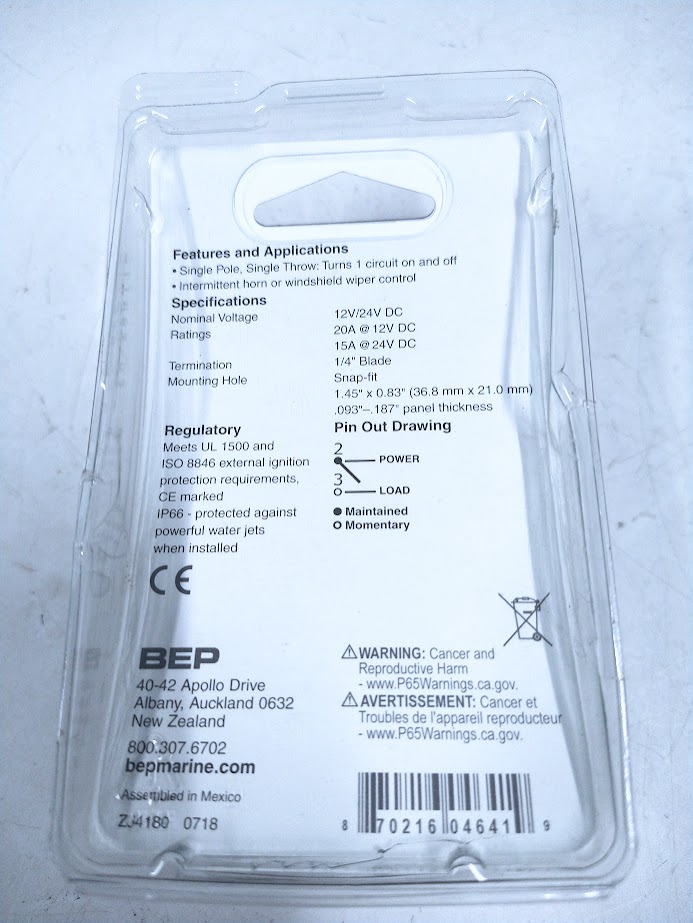 Features and Applications
• Single Pole, Single Throw: Turns 1 circuit on and off
• Intermittent horn or windshield wiper control
Specifications
Nominal Voltage 12V/24V DC
Ratings 20A @ 12V DC
15A @ 24V DC
Termination 1/4" Blade
Mounting Hole Snap-fit
1.45" x 0.83" (36.8 mm x 21.0 mm)
.093"–.187" panel thickness
Regulatory
Meets UL 1500 and
ISO 8846 external ignition
protection requirements,
CE marked
IP66 - protected against
powerful water jets
when installed
CE
Pin Out Drawing
2
POWER
3
LOAD
● Maintained
○ Momentary
BEP
40-42 Apollo Drive
Albany, Auckland 0632
New Zealand
800.307.6702
bepmarine.com
Assembled in Mexico
ZJ4180 0718
⚠WARNING: Cancer and
Reproductive Harm
- www.P65Warnings.ca.gov.
⚠AVERTISSEMENT: Cancer et
Troubles de l'appareil reproducteur
- www.P65Warnings.ca.gov.
8 70216 04641 9